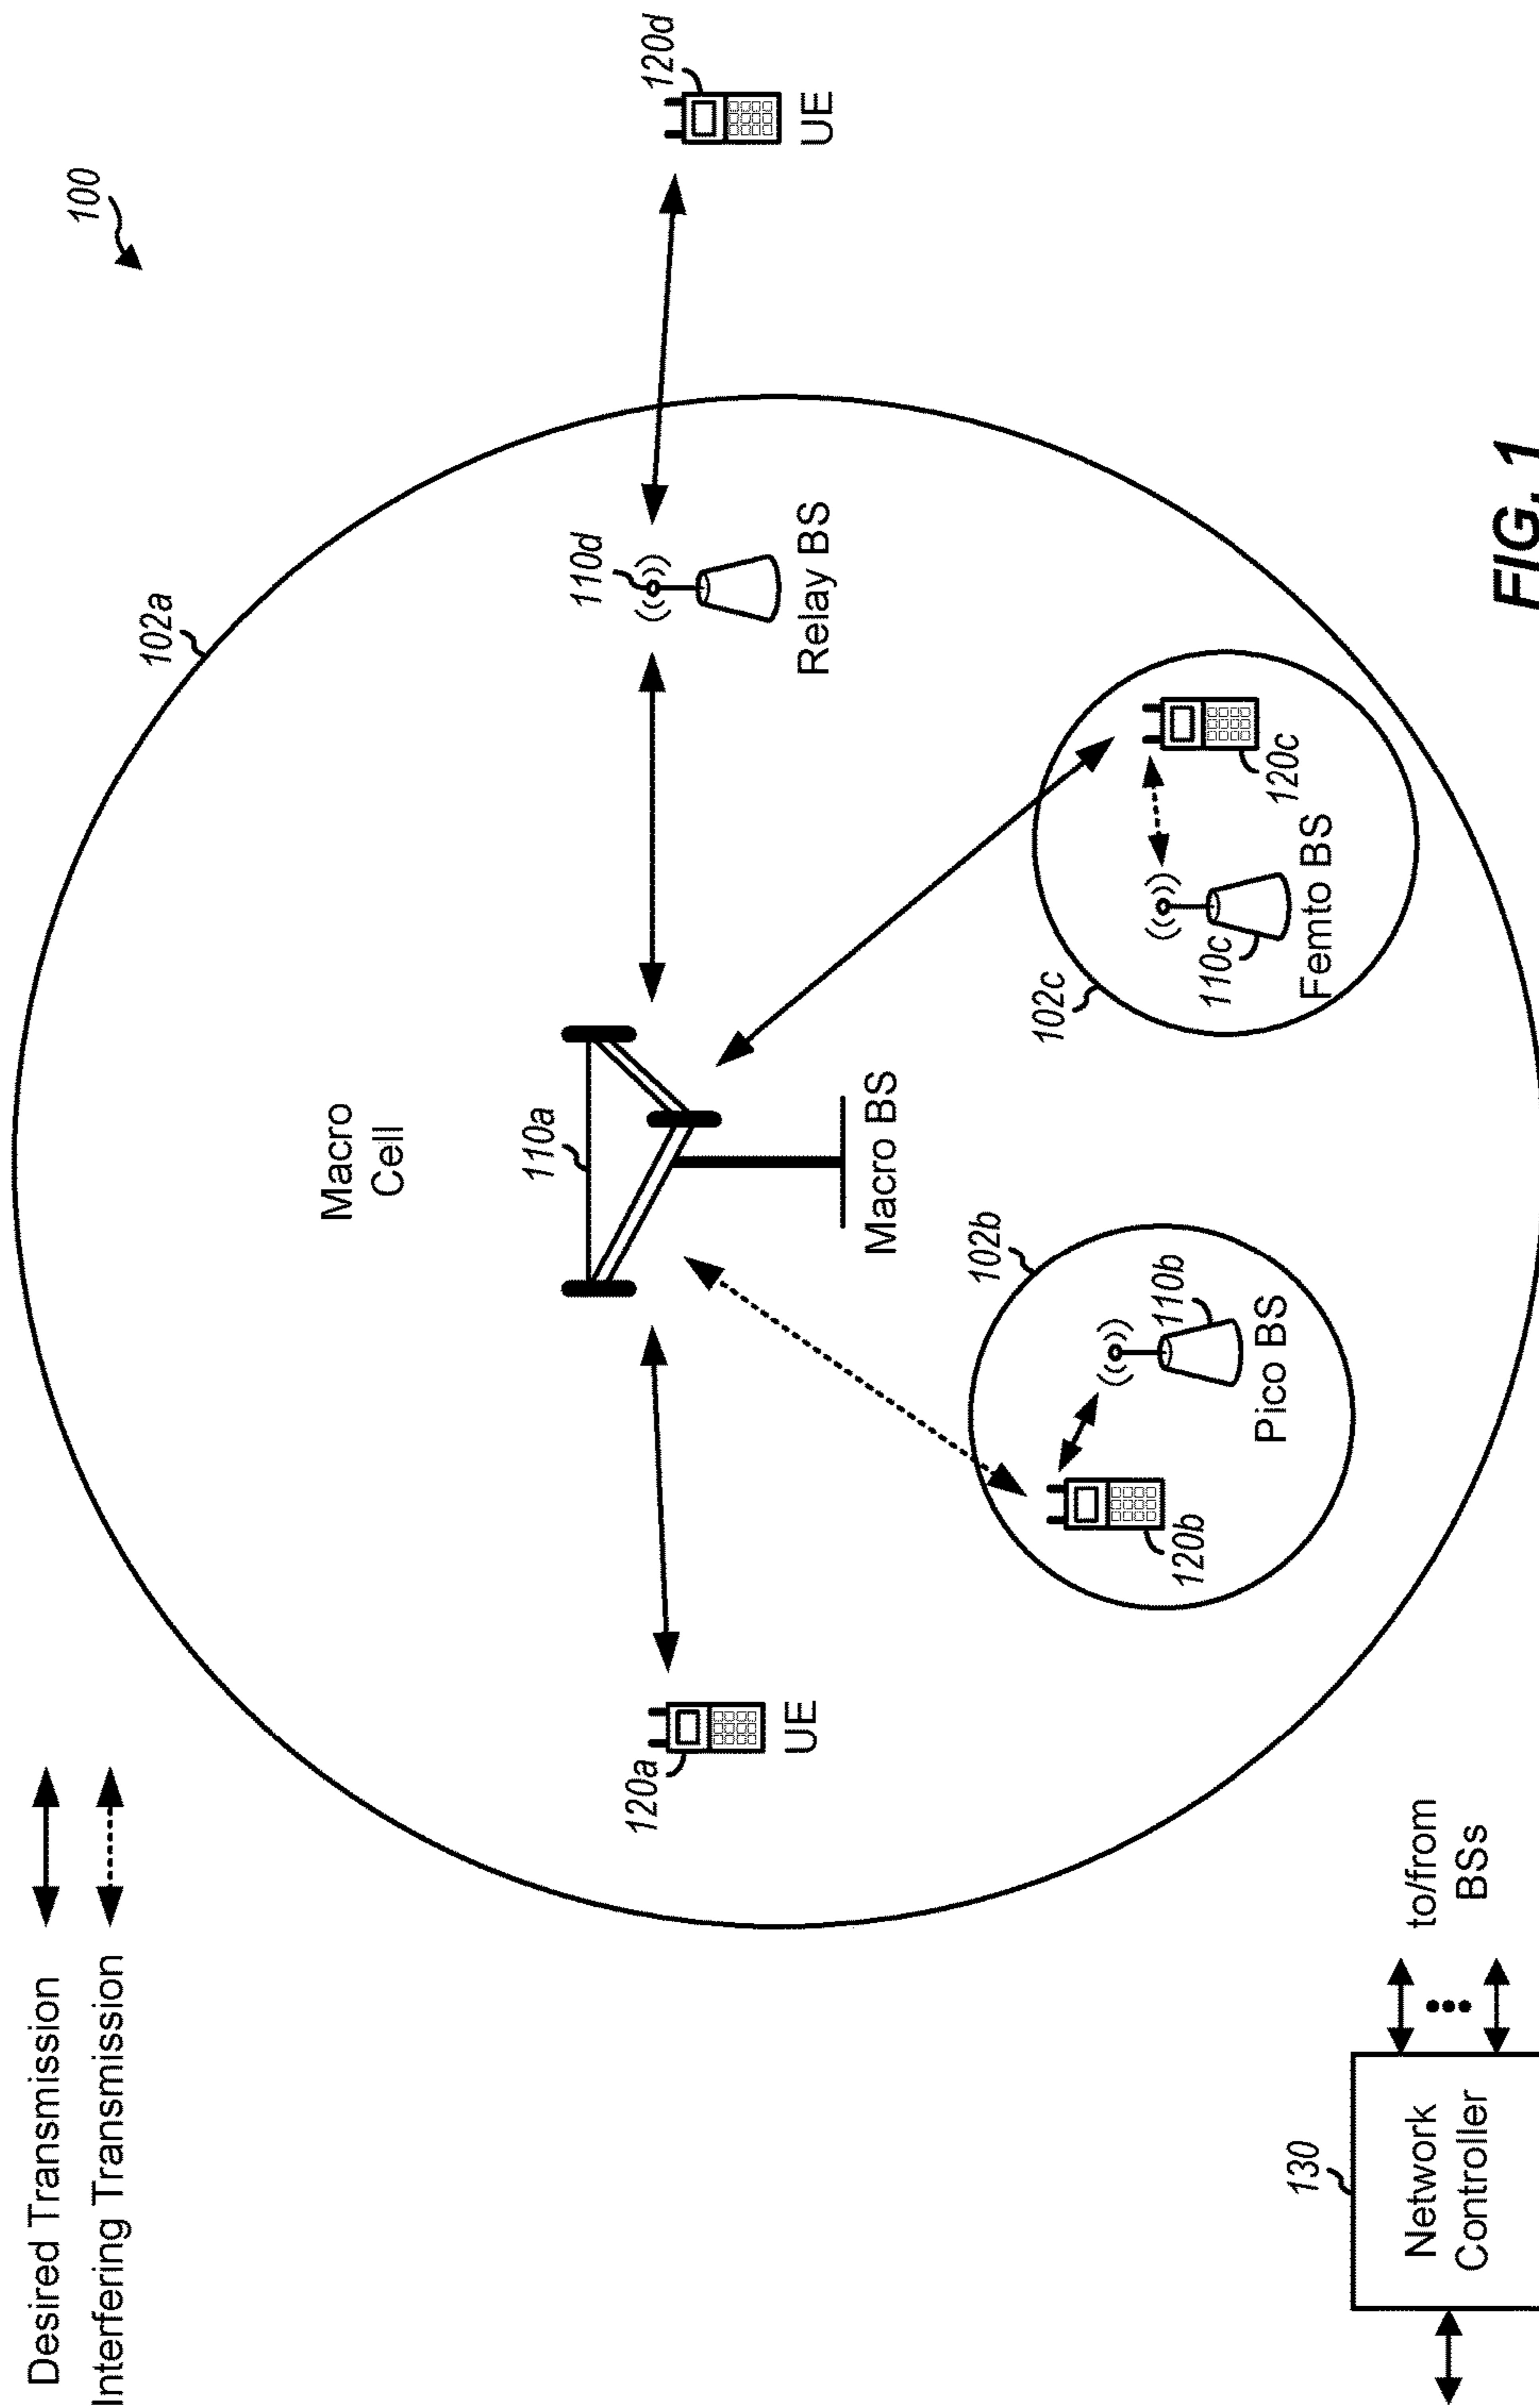 Desired Transmission
Interfering Transmission
100
102a
Macro
Cell
110a
Macro BS
110d
Relay BS
120d
UE
120a
UE
102b
110b
Pico BS
120b
102c
110c
Femto BS
120c
130
Network
Controller
to/from
BSs
FIG. 1